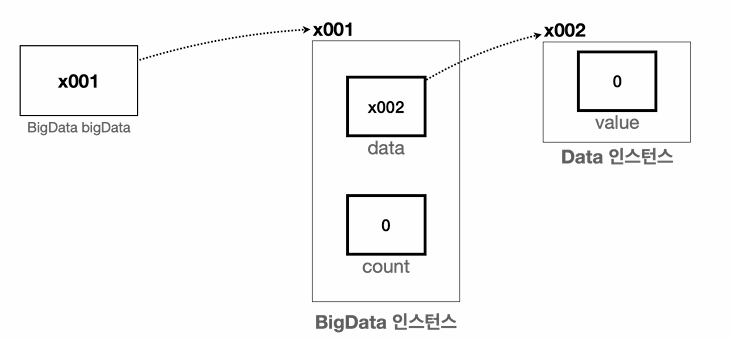 x001
BigData bigData
x001
x002
data
0
count
BigData 인스턴스
x002
0
value
Data 인스턴스